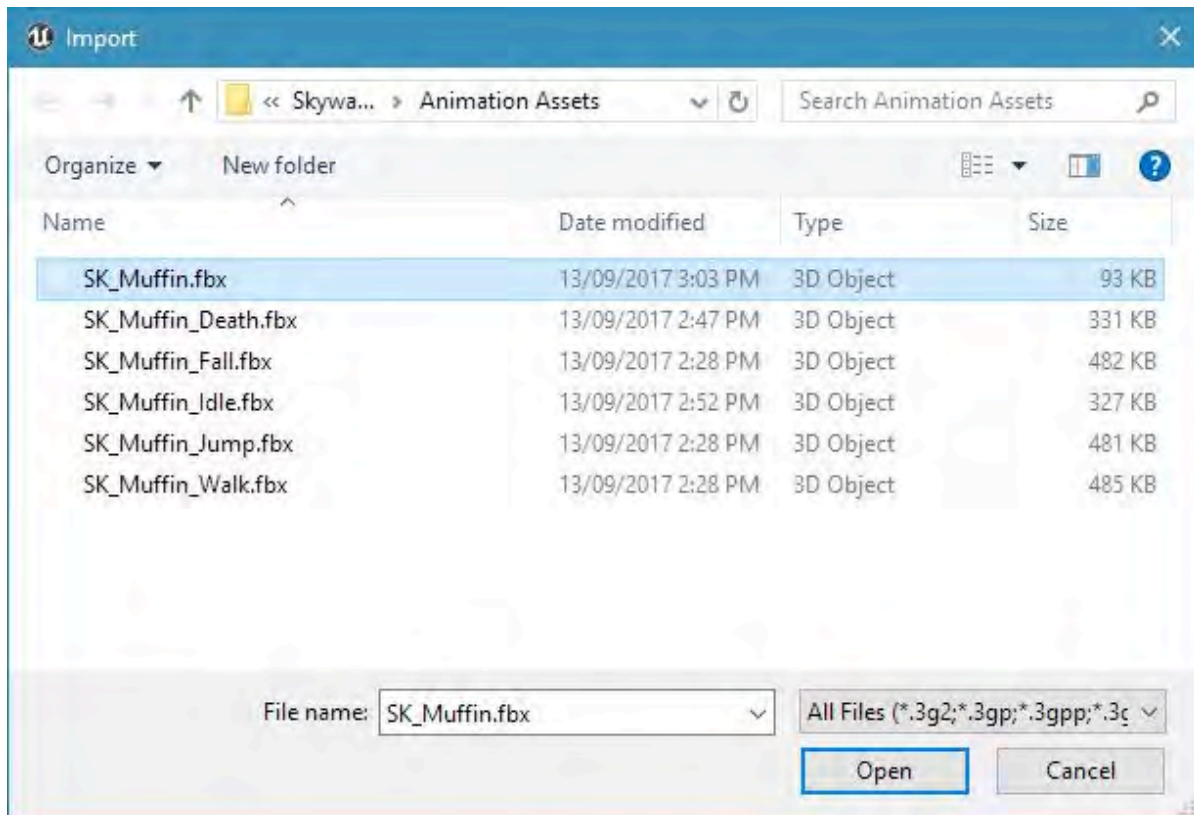 Import
« Skywa... › Animation Assets Search Animation Assets
Organize New folder
Name Date modified Type Size
SK_Muffin.fbx 13/09/2017 3:03 PM 3D Object 93 KB
SK_Muffin_Death.fbx 13/09/2017 2:47 PM 3D Object 331 KB
SK_Muffin_Fall.fbx 13/09/2017 2:28 PM 3D Object 482 KB
SK_Muffin_Idle.fbx 13/09/2017 2:52 PM 3D Object 327 KB
SK_Muffin_Jump.fbx 13/09/2017 2:28 PM 3D Object 481 KB
SK_Muffin_Walk.fbx 13/09/2017 2:28 PM 3D Object 485 KB
File name: SK_Muffin.fbx All Files (*.3g2;*.3gp;*.3gpp;*.3g
Open Cancel